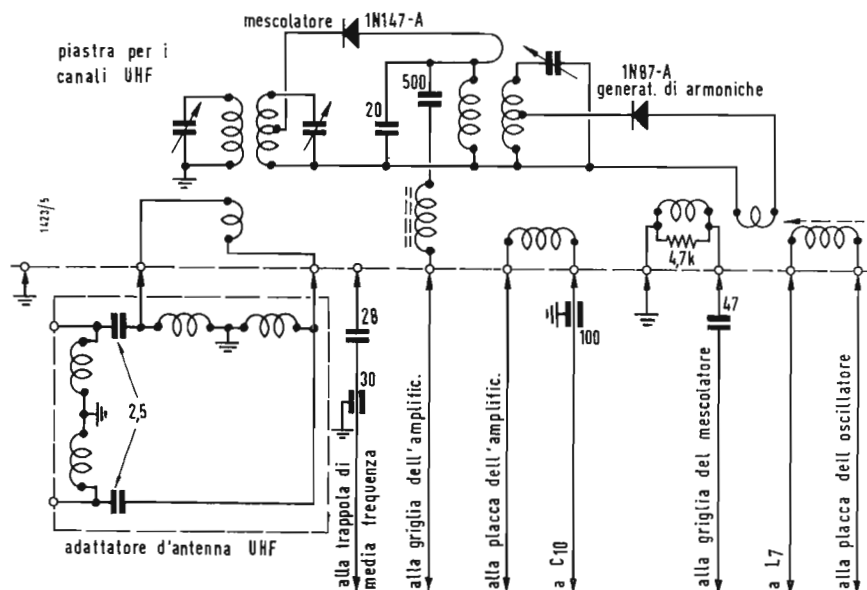 mescolatore
1N147-A
piastra per i
canali UHF
1N87-A
generat. di armoniche
500
20
1423/5
4,7k
28
100
47
30
2,5
adattatore d'antenna UHF
alla trappola di
media frequenza
alla griglia dell'amplific.
alla placca dell'amplific.
a C10
alla griglia del mescolatore
a L7
alla placca dell'oscillatore